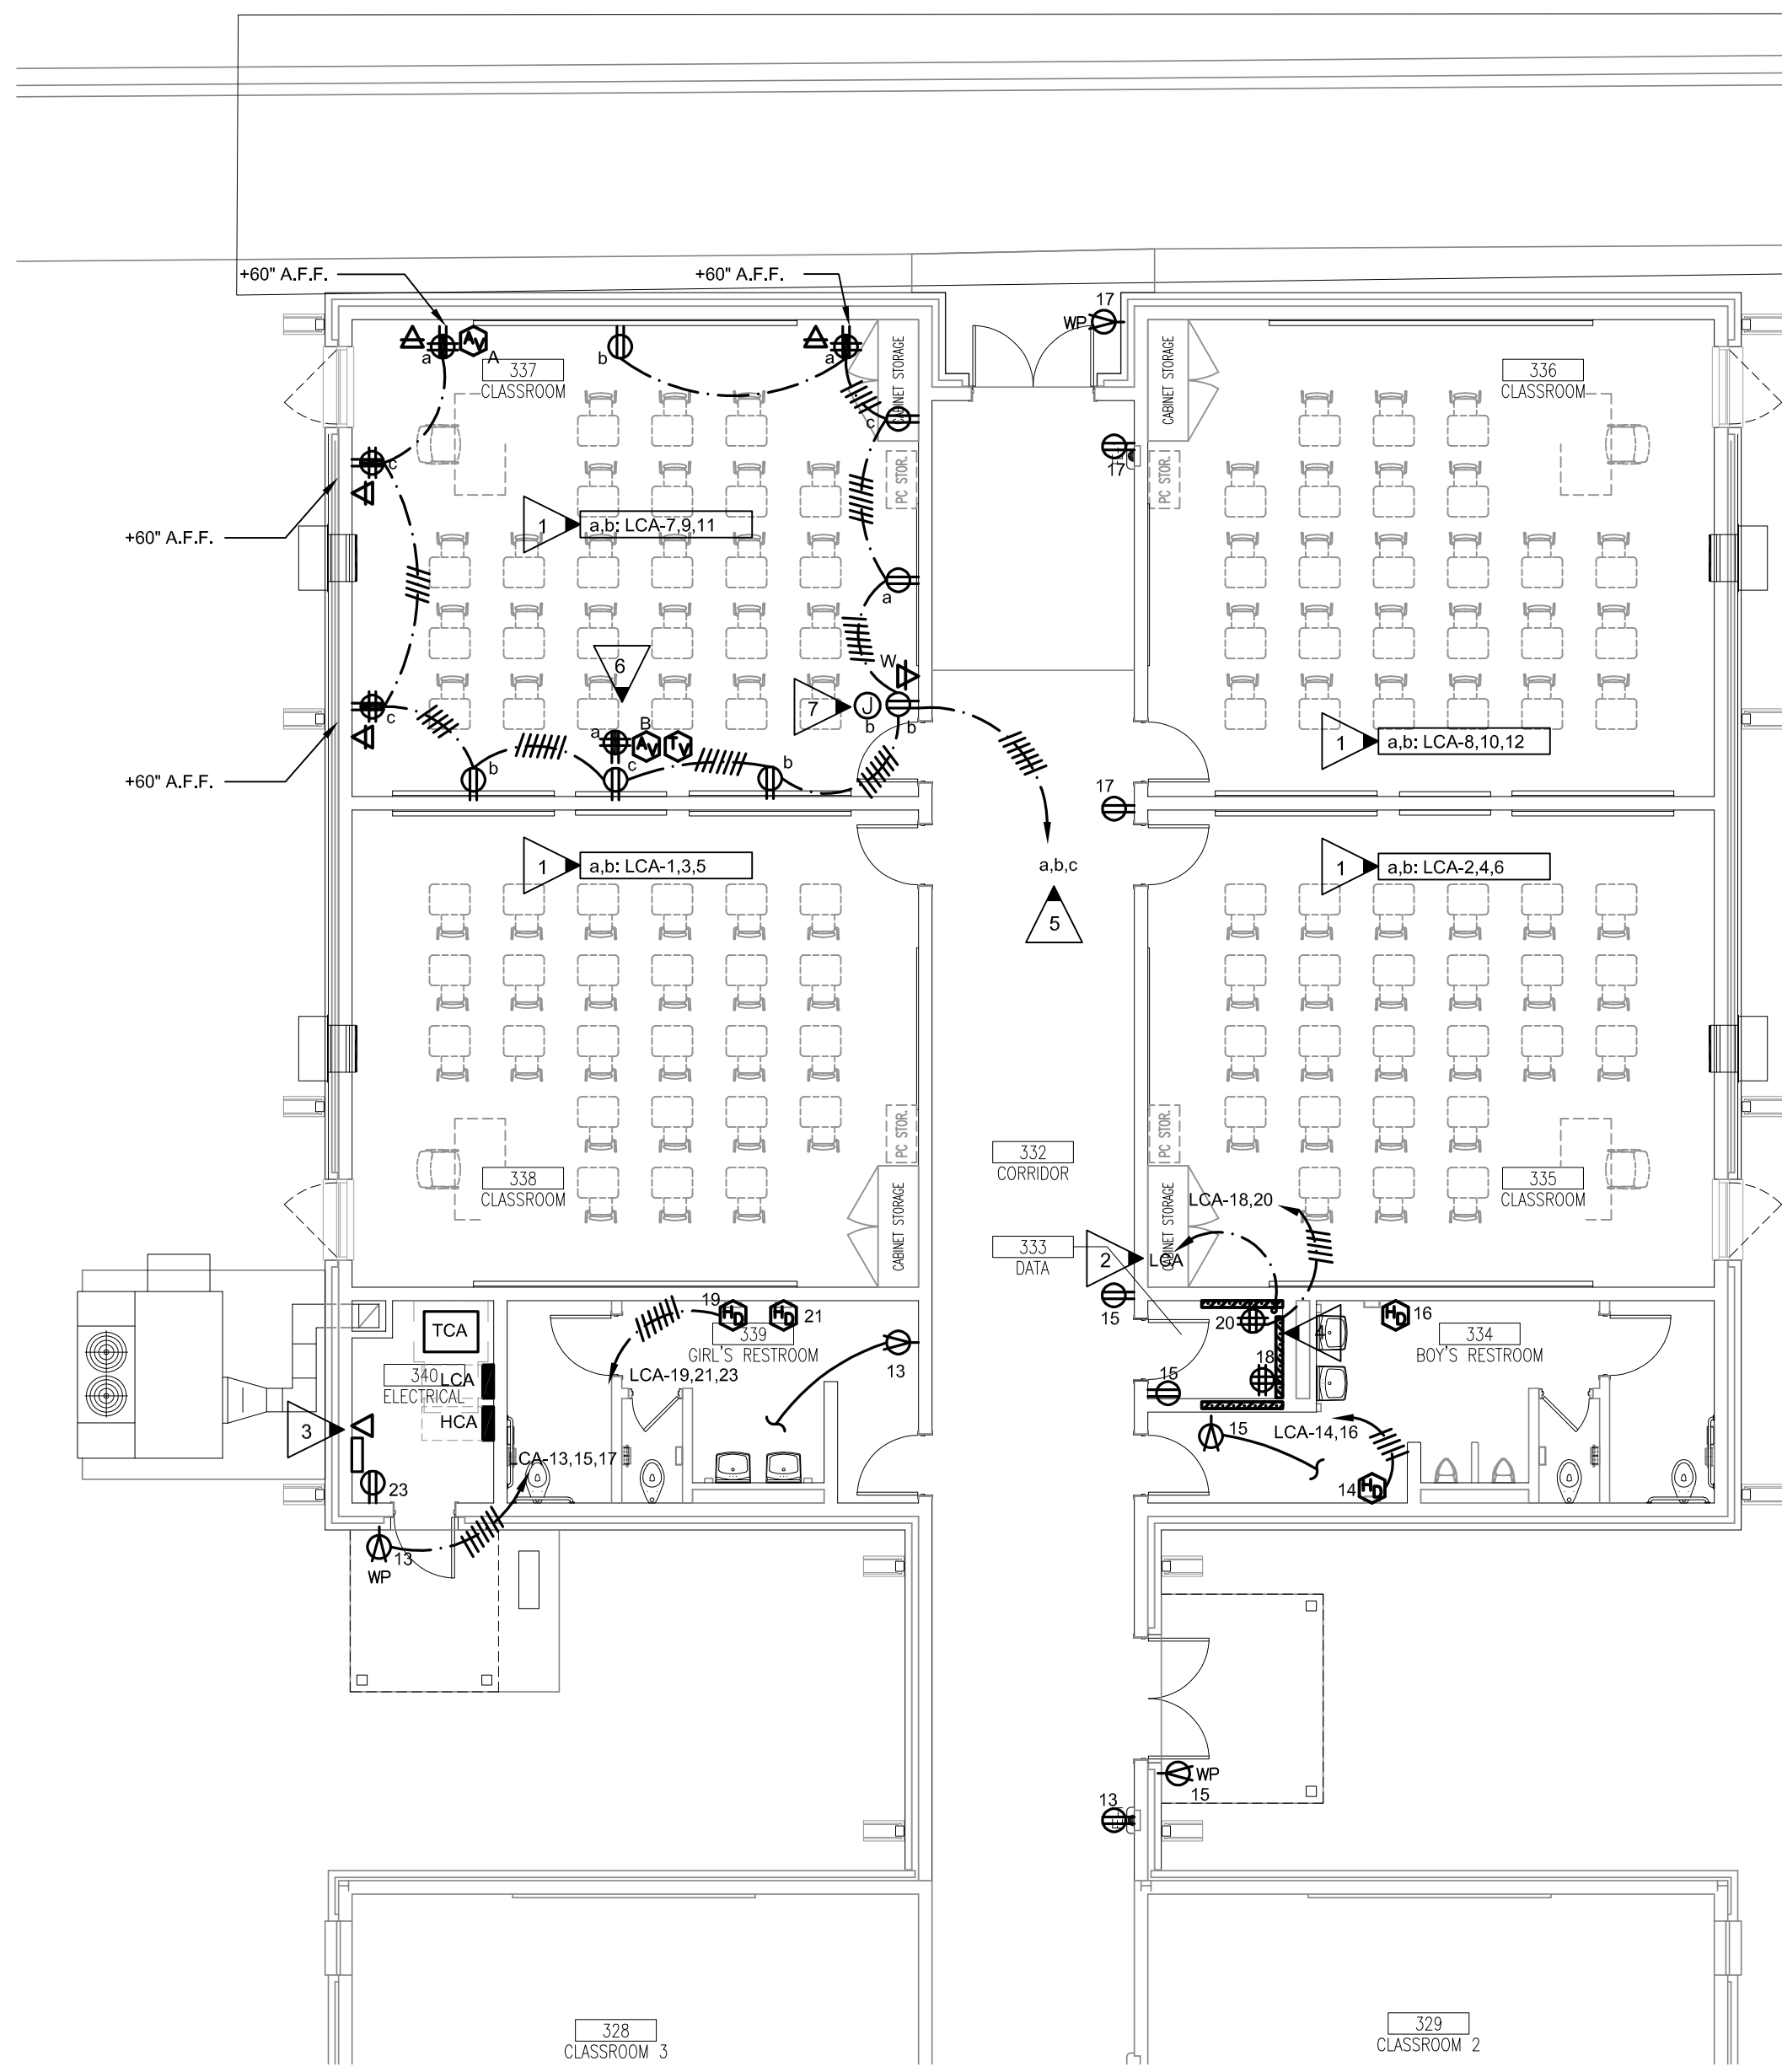 +60" A.F.F.
+60" A.F.F.
17
WP
a
A
V
A
b
a
337
CLASSROOM
CABINET STORAGE
CABINET STORAGE
336
CLASSROOM
c
17
c
PC STOR.
PC STOR.
+60" A.F.F.
1
a,b: LCA-7,9,11
a
6
W
7
J
b
b
c
B
a
A
V
T
V
1
a,b: LCA-8,10,12
+60" A.F.F.
b
c
b
17
1
a,b: LCA-1,3,5
a,b,c
5
1
a,b: LCA-2,4,6
PC STOR.
PC STOR.
332
CORRIDOR
338
CLASSROOM
CABINET STORAGE
CABINET STORAGE
LCA-18,20
335
CLASSROOM
333
DATA
2
LCA
15
19
H
D
H
D
21
20
4
H
D
16
TCA
339
GIRL'S RESTROOM
334
BOY'S RESTROOM
13
18
340
ELECTRICAL
LCA
LCA-19,21,23
15
HCA
3
15
LCA-14,16
CA-13,15,17
23
14
H
D
13
WP
WP
15
13
328
CLASSROOM 3
329
CLASSROOM 2